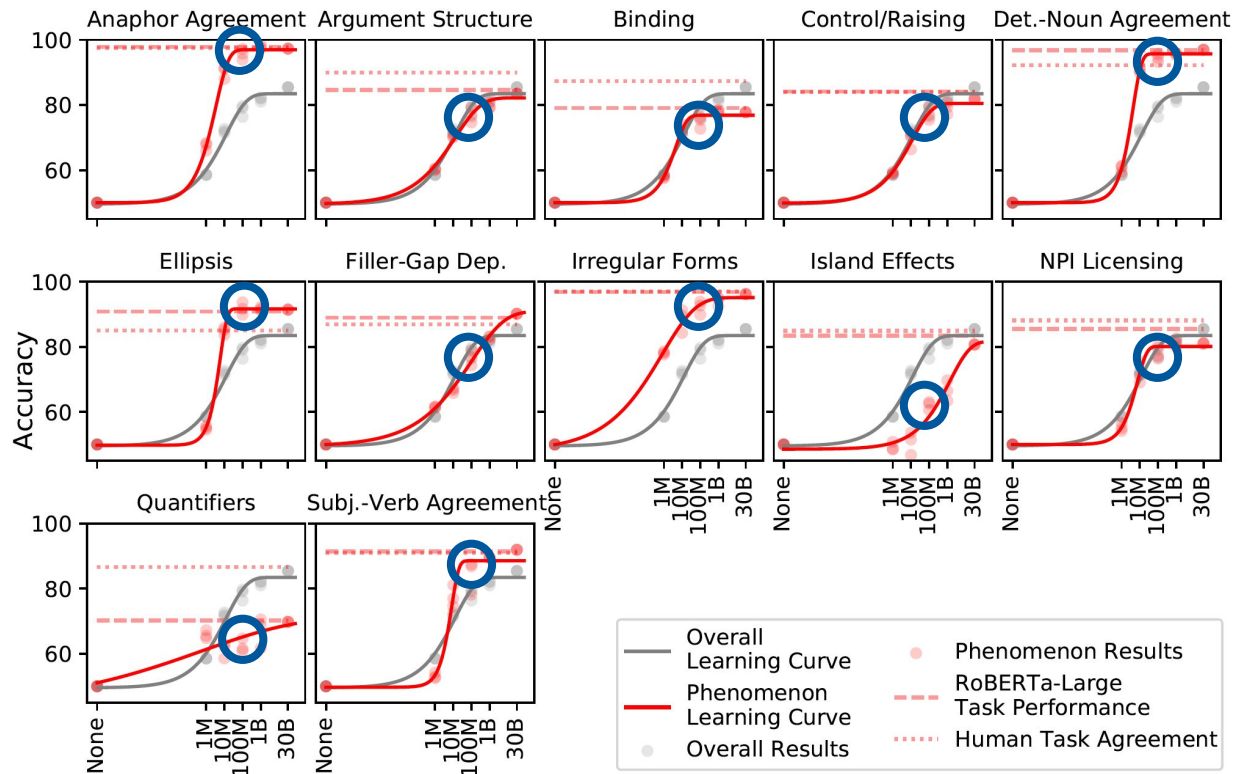 Anaphor Agreement
Argument Structure
Binding
Control/Raising
Det.-Noun Agreement
100
80
60
Ellipsis
Filler-Gap Dep.
Irregular Forms
Island Effects
NPI Licensing
Accuracy
100
80
60
None 1M 10M 100M 1B 30B
None 1M 10M 100M 1B 30B
None 1M 10M 100M 1B 30B
Quantifiers
Subj.-Verb Agreement
100
80
60
None 1M 10M 100M 1B 30B
None 1M 10M 100M 1B 30B
Overall
Learning Curve
Phenomenon
Learning Curve
Overall Results
Phenomenon Results
RoBERTa-Large
Task Performance
Human Task Agreement